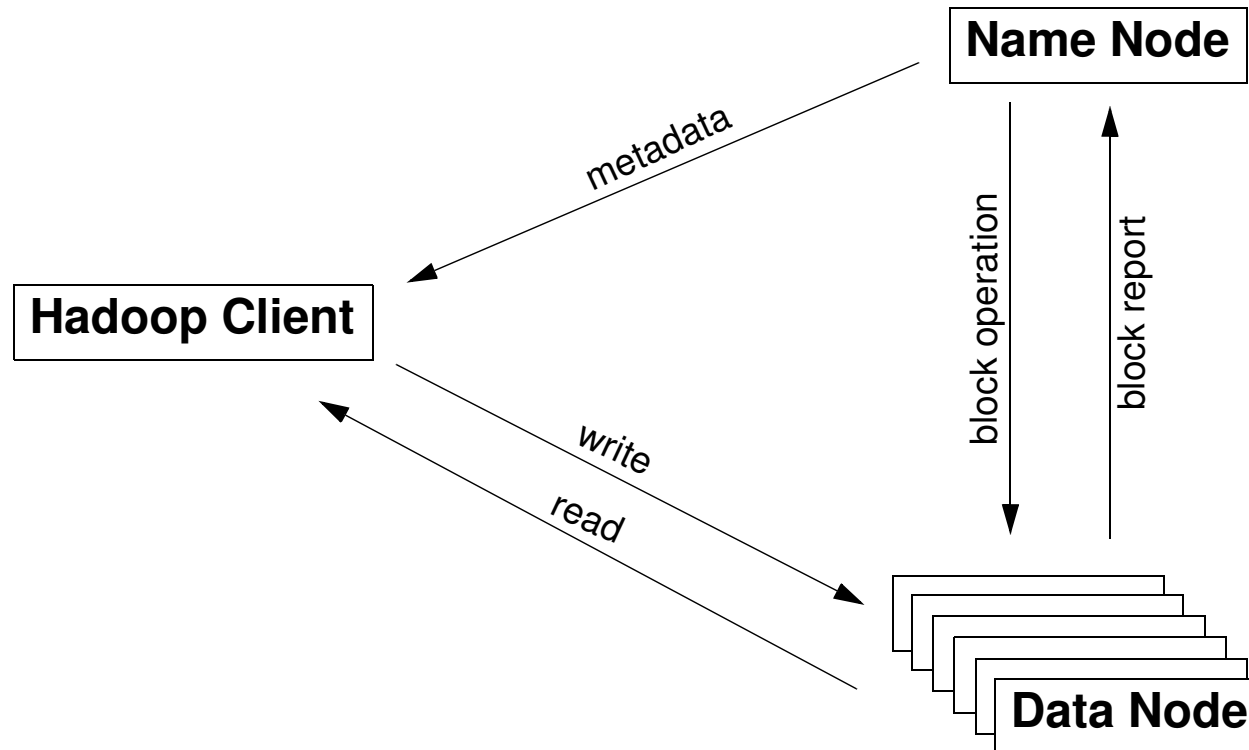 Name Node
metadata
block operation
block report
Hadoop Client
write
read
Data Node